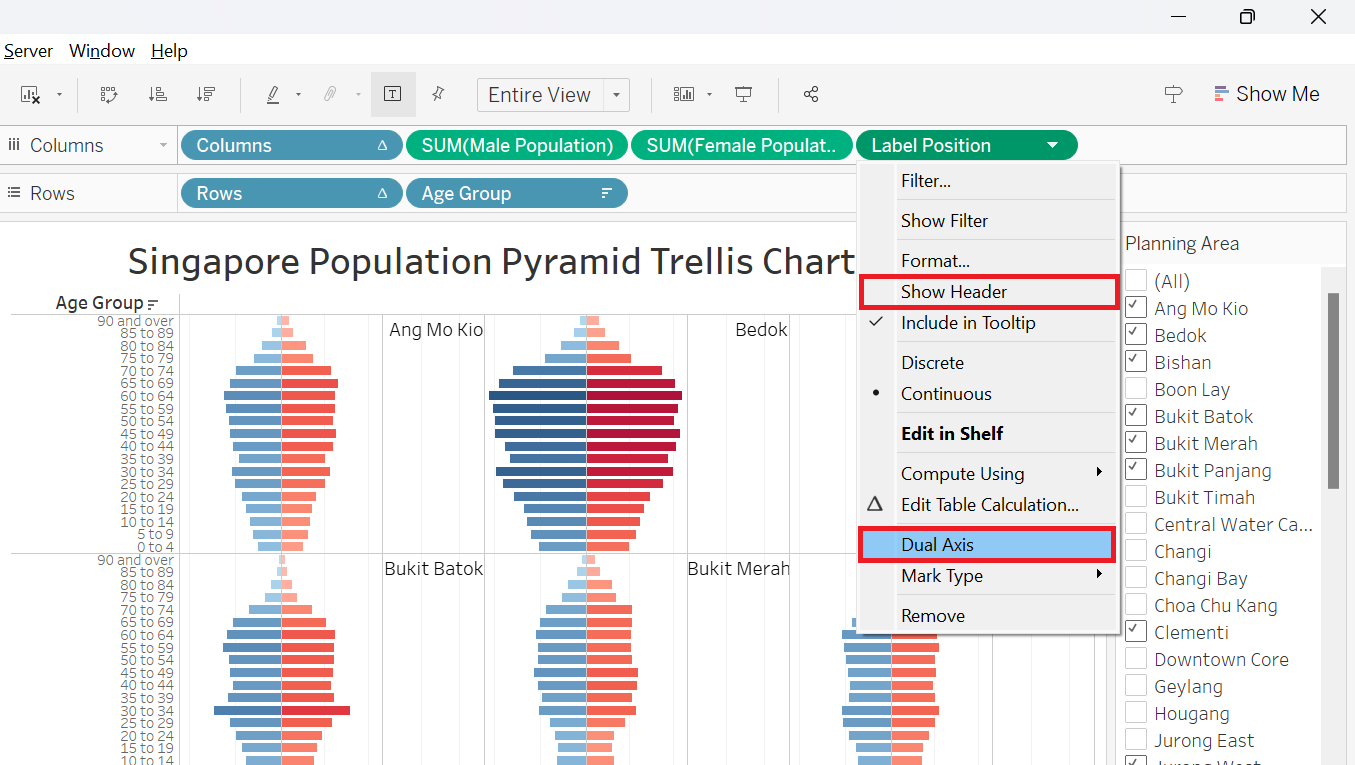 Server Window Help
Entire View
Show Me
Columns
Columns
SUM(Male Population)
SUM(Female Populat..
Label Position
Rows
Rows
Age Group
Filter...
Show Filter
Format...
Show Header
Include in Tooltip
Discrete
Continuous
Edit in Shelf
Compute Using
Edit Table Calculation...
Dual Axis
Mark Type
Remove
Singapore Population Pyramid Trellis Chart
Age Group
90 and over
85 to 89
80 to 84
75 to 79
70 to 74
65 to 69
60 to 64
55 to 59
50 to 54
45 to 49
40 to 44
35 to 39
30 to 34
25 to 29
20 to 24
15 to 19
10 to 14
5 to 9
0 to 4
Ang Mo Kio
Bedok
90 and over
85 to 89
80 to 84
75 to 79
70 to 74
65 to 69
60 to 64
55 to 59
50 to 54
45 to 49
40 to 44
35 to 39
30 to 34
25 to 29
20 to 24
15 to 19
10 to 14
Bukit Batok
Bukit Merah
Planning Area
(All)
Ang Mo Kio
Bedok
Bishan
Boon Lay
Bukit Batok
Bukit Merah
Bukit Panjang
Bukit Timah
Central Water Ca...
Changi
Changi Bay
Choa Chu Kang
Clementi
Downtown Core
Geylang
Hougang
Jurong East
Jurong West